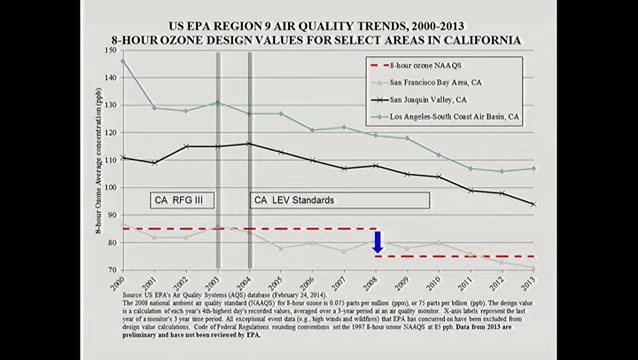 US EPA REGION 9 AIR QUALITY TRENDS, 2000-2013
8-HOUR OZONE DESIGN VALUES FOR SELECT AREAS IN CALIFORNIA
150
140
130
120
110
100
90
80
70
8-hour Ozone Average concentration (ppb)
8-hour ozone NAAQS
San Francisco Bay Area, CA
San Joaquin Valley, CA
Los Angeles-South Coast Air Basin, CA
CA RFG III
CA LEV Standards
2000
2001
2002
2003
2004
2005
2006
2007
2008
2009
2010
2011
2012
2013
Source: US EPA's Air Quality Systems (AQS) database (February 24, 2014).
The 2008 national ambient air quality standard (NAAQS) for 8-hour ozone is 0.075 parts per million (ppm), or 75 parts per billion (ppb). The design value
is a calculation of each year's 4th-highest day's recorded values, averaged over a 3-year period at an air quality monitor. X-axis labels represent the last
year of a monitor's 3 year time period. All exceptional event data (e.g., high winds and wildfires) that EPA has concurred on have been excluded from
design value calculations. Code of Federal Regulations rounding conventions set the 1997 8-hour ozone NAAQS at 85 ppb. Data from 2013 are
preliminary and have not been reviewed by EPA.